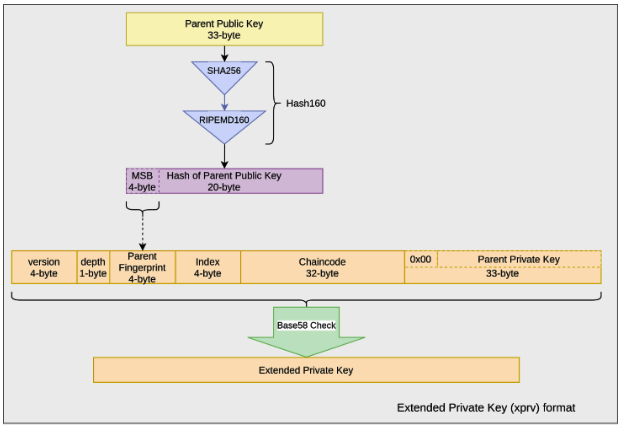 Parent Public Key
33-byte
SHA256
Hash160
RIPEMD160
MSB
4-byte
Hash of Parent Public Key
20-byte
version
4-byte
depth
1-byte
Parent
Fingerprint
4-byte
Index
4-byte
Chaincode
32-byte
0x00
Parent Private Key
33-byte
Base58 Check
Extended Private Key
Extended Private Key (xprv) format